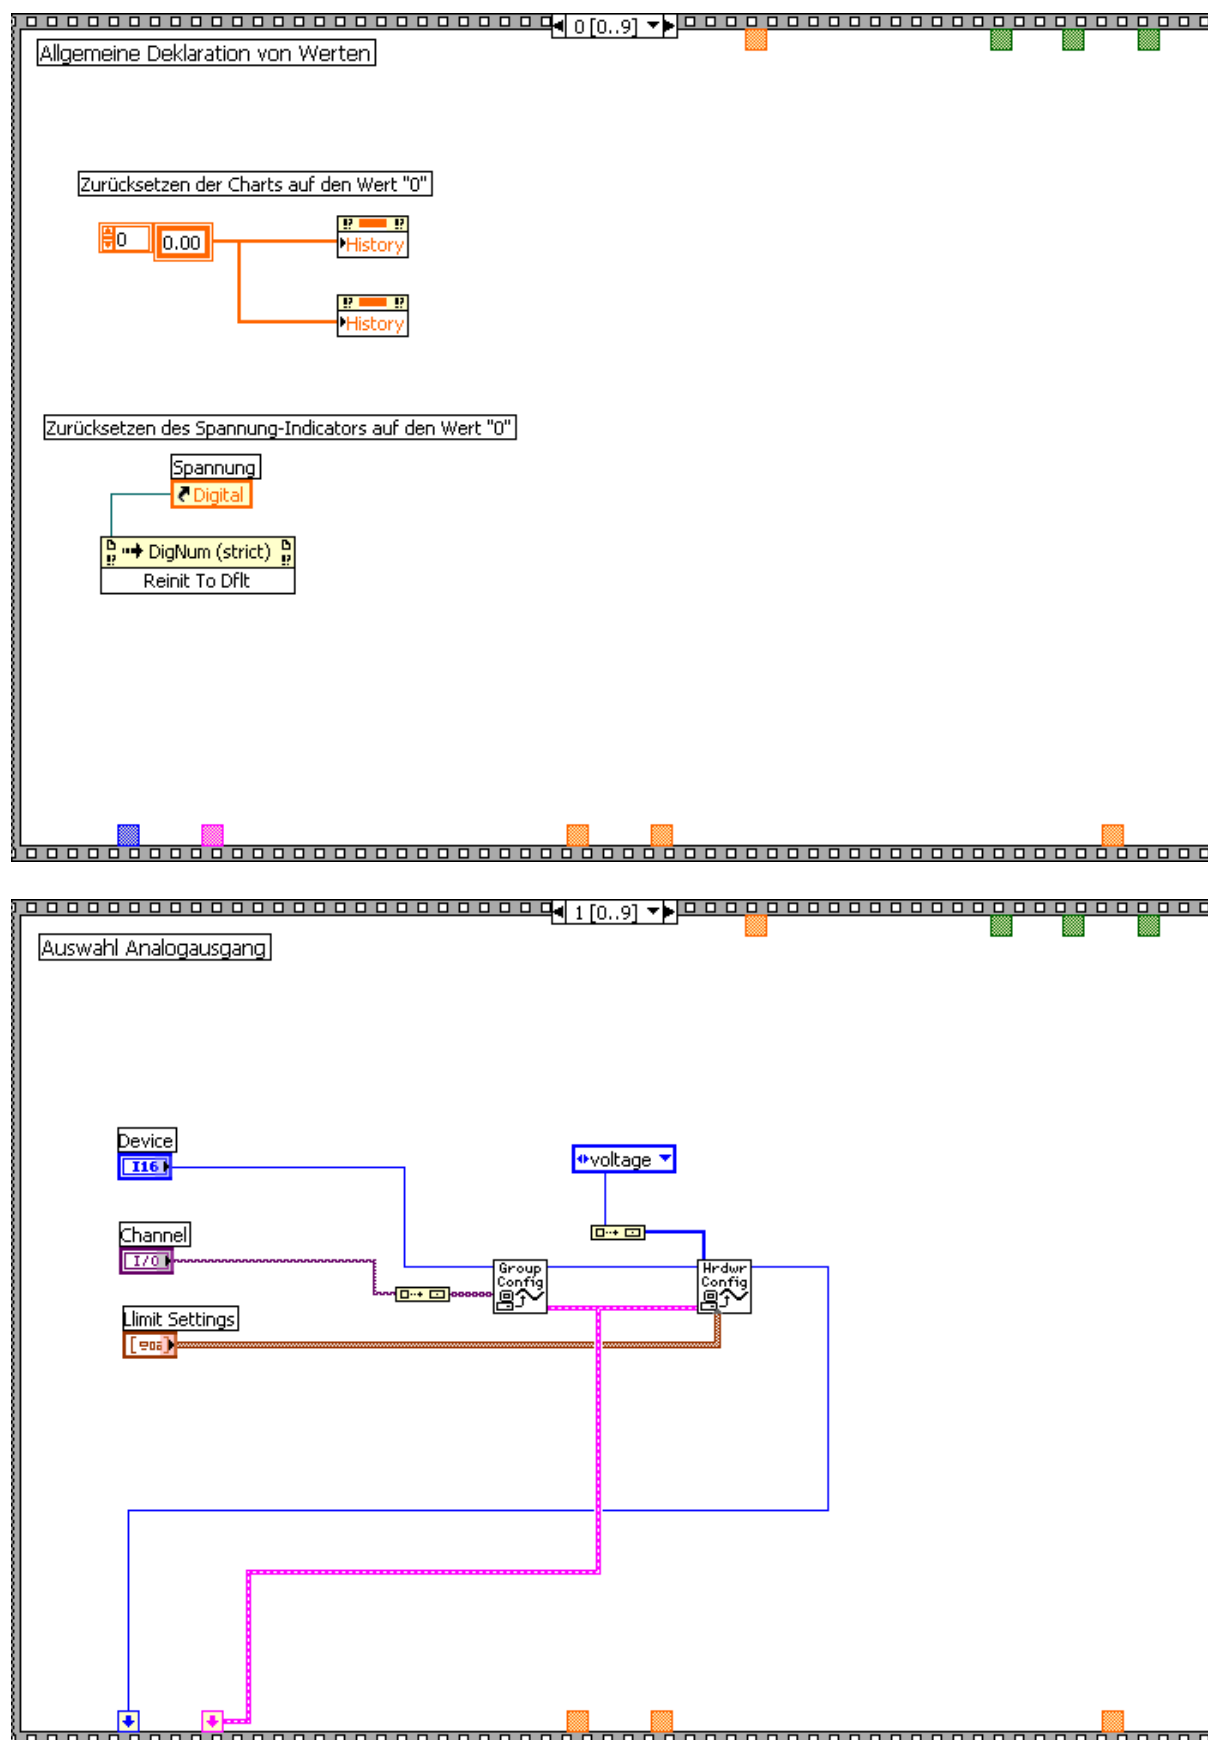 0 [0..9]
Allgemeine Deklaration von Werten
Zurücksetzen der Charts auf den Wert "0"
0
0.00
!? !?
History
!? !?
History
Zurücksetzen des Spannung-Indicators auf den Wert "0"
Spannung
Digital
DigNum (strict)
!? !?
Reinit To Dflt
1 [0..9]
Auswahl Analogausgang
Device
I16
voltage
Channel
I/O
Group
Config
Hrdwr
Config
Llimit Settings